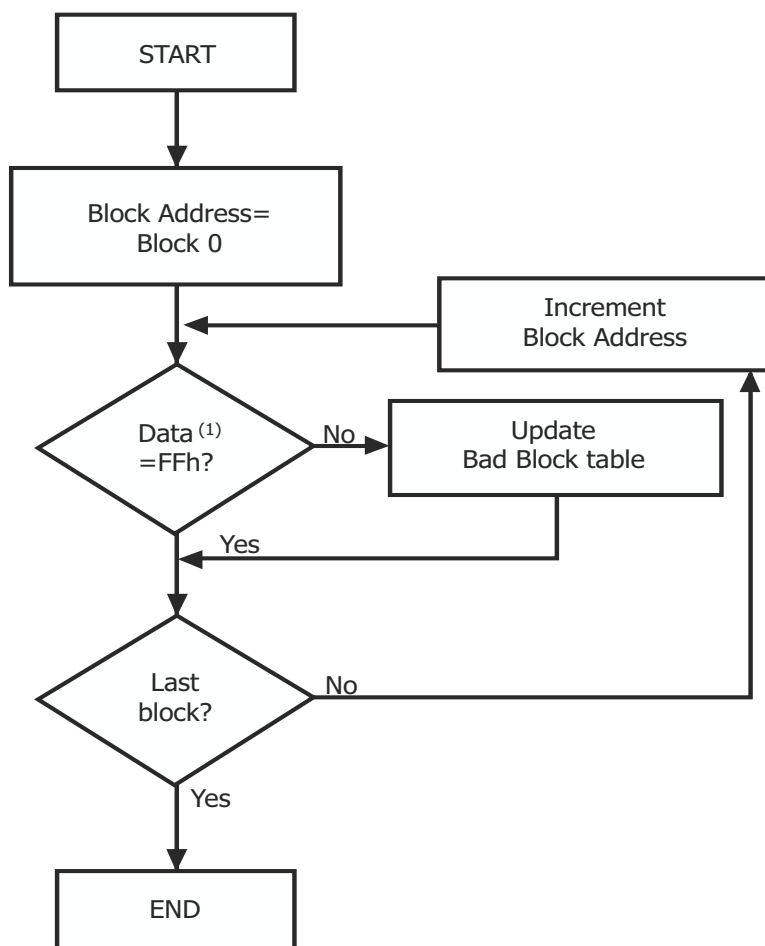 START
Block Address=
Block 0
Increment
Block Address
Data (1)
=FFh?
No
Update
Bad Block table
Yes
Last
block?
No
Yes
END